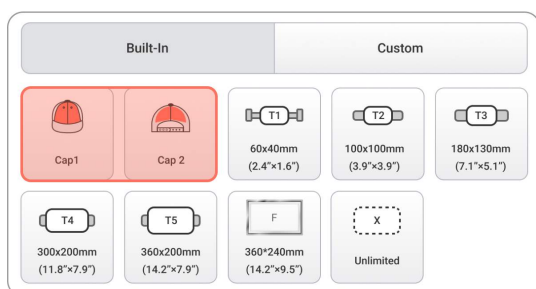 Built-In
Custom
Cap1
Cap 2
T1
60x40mm
(2.4"×1.6")
T2
100x100mm
(3.9"×3.9")
T3
180x130mm
(7.1"×5.1")
T4
300x200mm
(11.8"×7.9")
T5
360x200mm
(14.2"×7.9")
F
360*240mm
(14.2"×9.5")
X
Unlimited